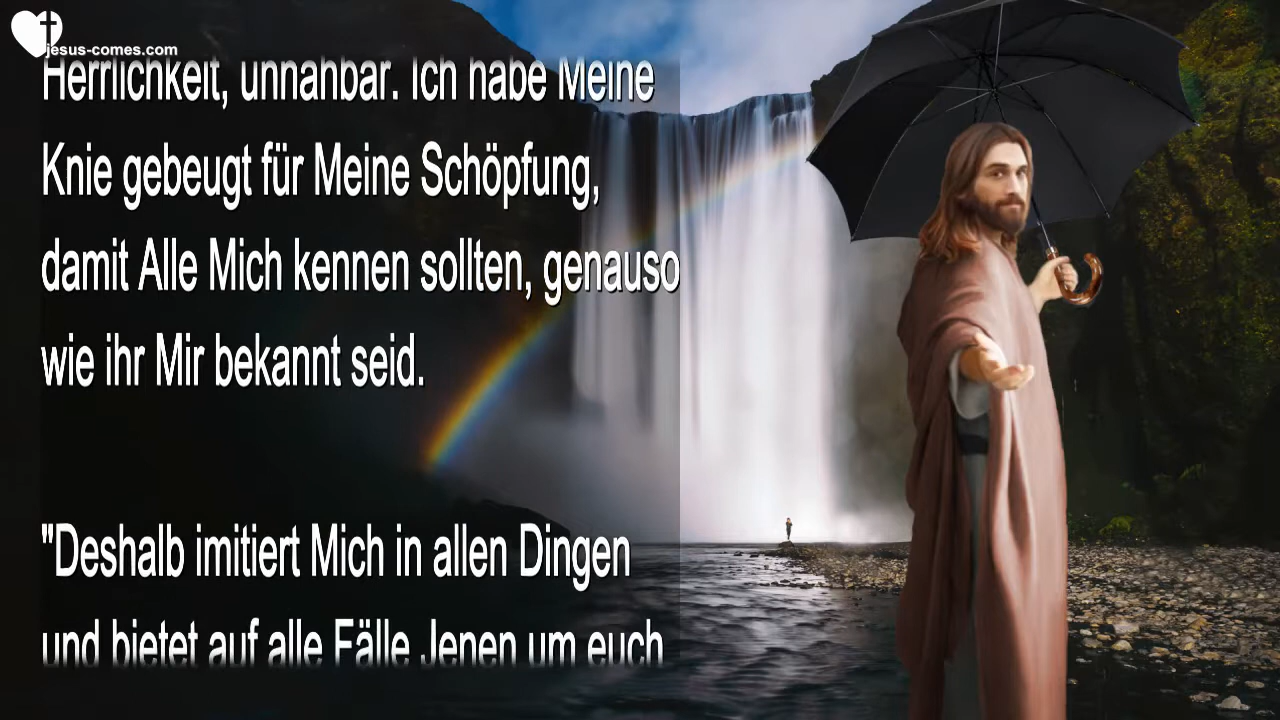 jesus-comes.com
Herrlichkeit, unnahbar. Ich habe Meine
Knie gebeugt für Meine Schöpfung,
damit Alle Mich kennen sollten, genauso
wie ihr Mir bekannt seid.
"Deshalb imitiert Mich in allen Dingen
und bietet auf alle Fälle Jenen um euch